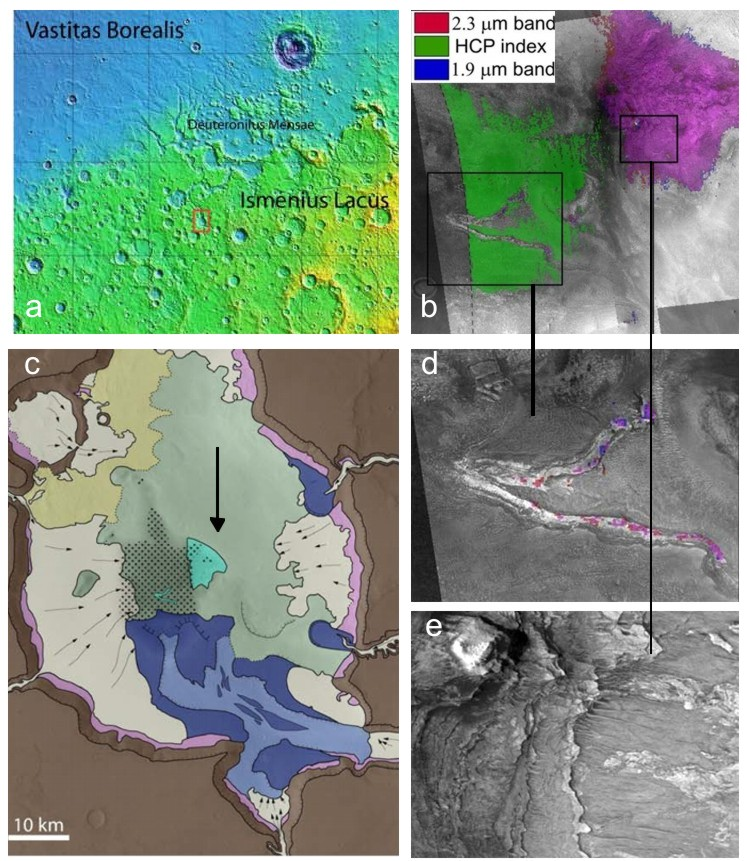 Vastitas Borealis
Deuteronilus Mensae
Ismenius Lacus
a
2.3 μm band
HCP index
1.9 μm band
b
c
10 km
d
e